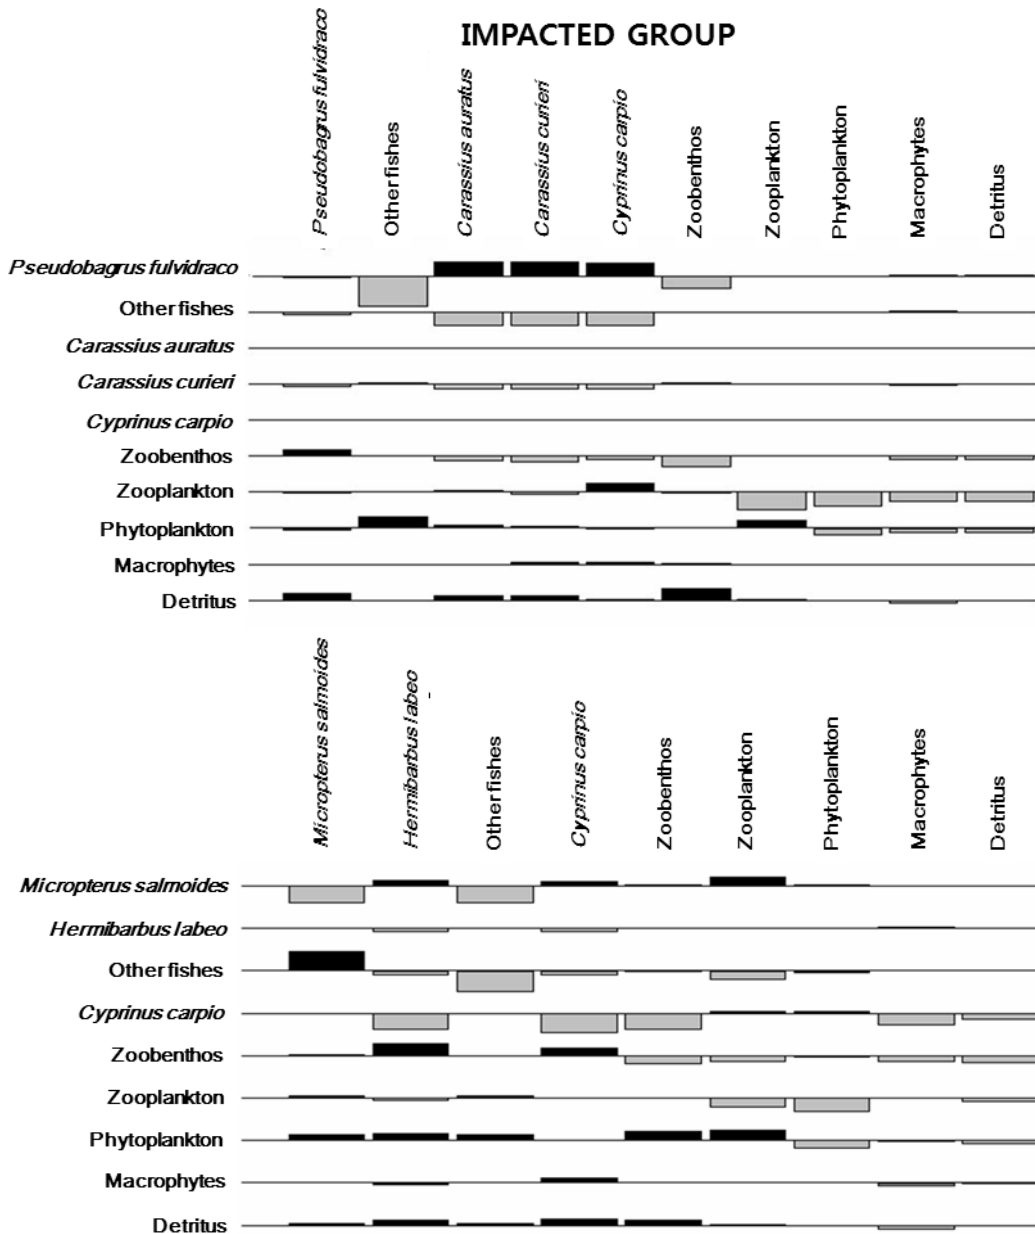 IMPACTED GROUP
Pseudobagrus fulvidraco
Other fishes
Carassius auratus
Carassius curieri
Cyprinus carpio
Zoobenthos
Zooplankton
Phytoplankton
Macrophytes
Detritus
Pseudobagrus fulvidraco
Other fishes
Carassius auratus
Carassius curieri
Cyprinus carpio
Zoobenthos
Zooplankton
Phytoplankton
Macrophytes
Detritus
Micropterus salmoides
Hermibarbus labeo
Other fishes
Cyprinus carpio
Zoobenthos
Zooplankton
Phytoplankton
Macrophytes
Detritus
Micropterus salmoides
Hermibarbus labeo
Other fishes
Cyprinus carpio
Zoobenthos
Zooplankton
Phytoplankton
Macrophytes
Detritus